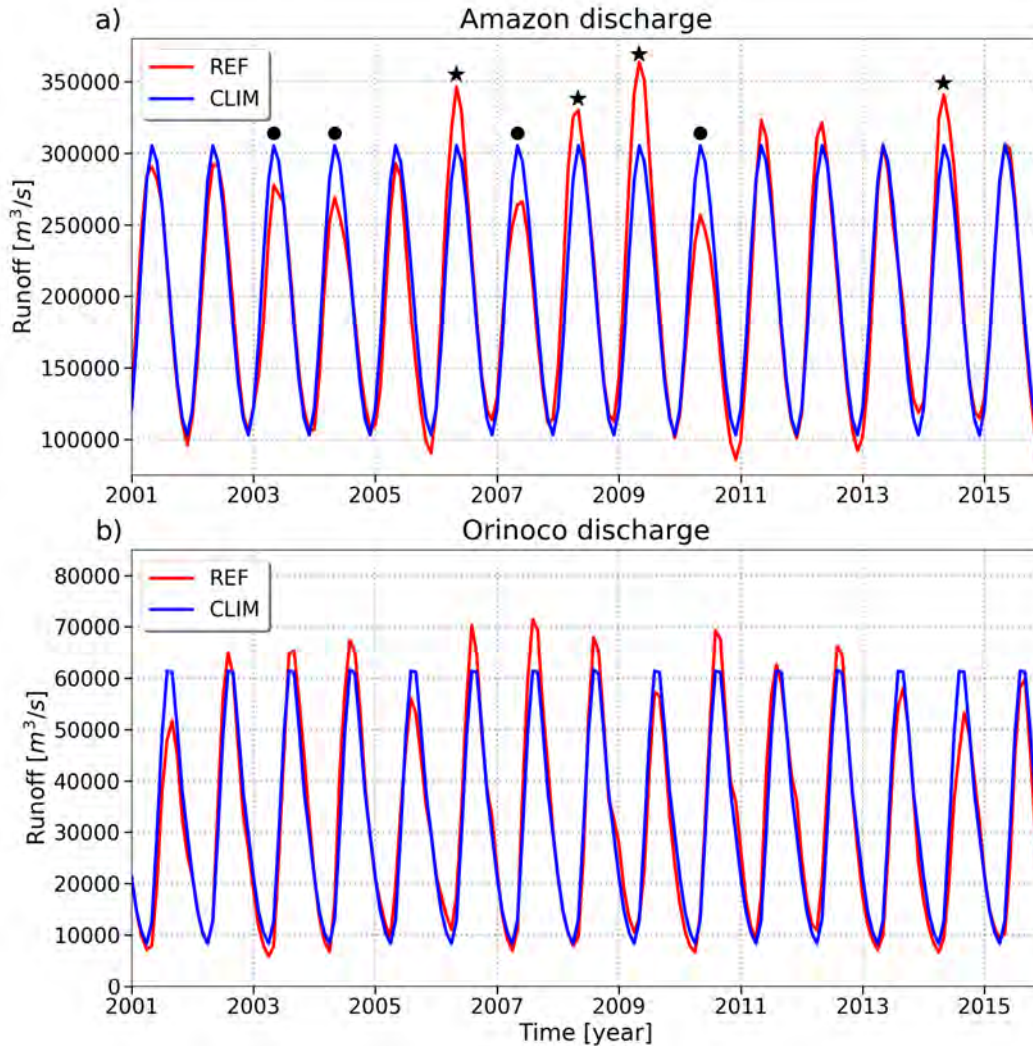 a) Amazon discharge
REF
CLIM
350000
300000
250000
200000
150000
100000
Runoff [m³/s]
2001 2003 2005 2007 2009 2011 2013 2015
b) Orinoco discharge
REF
CLIM
80000
70000
60000
50000
40000
30000
20000
10000
0
Runoff [m³/s]
2001 2003 2005 2007 2009 2011 2013 2015
Time [year]